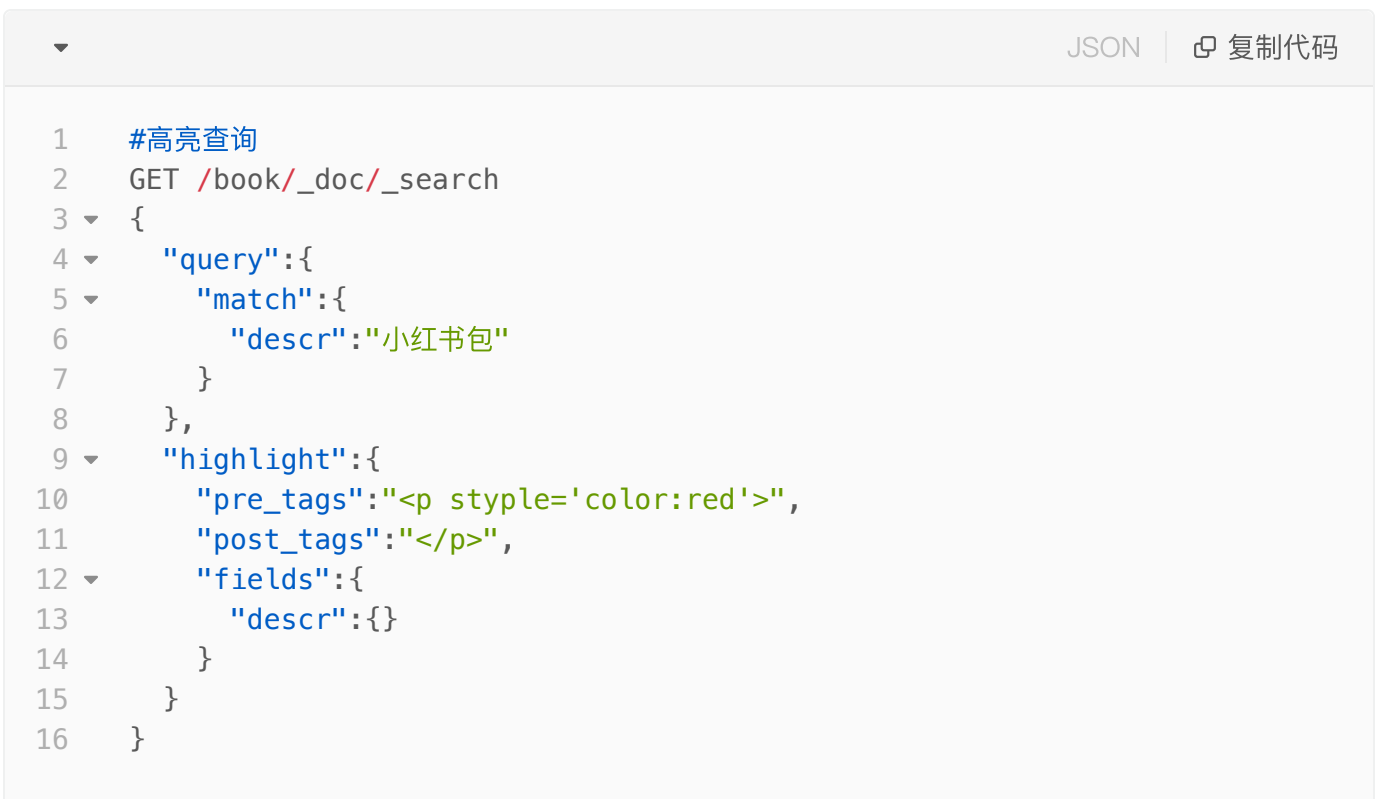 JSON 复制代码
1 #高亮查询
2 GET /book/_doc/_search
3 {
4   "query":{
5     "match":{
6       "descr":"小红书包"
7     }
8   },
9   "highlight":{
10     "pre_tags":"<p styple='color:red'>",
11     "post_tags":"</p>",
12     "fields":{
13       "descr":{}
14     }
15   }
16 }